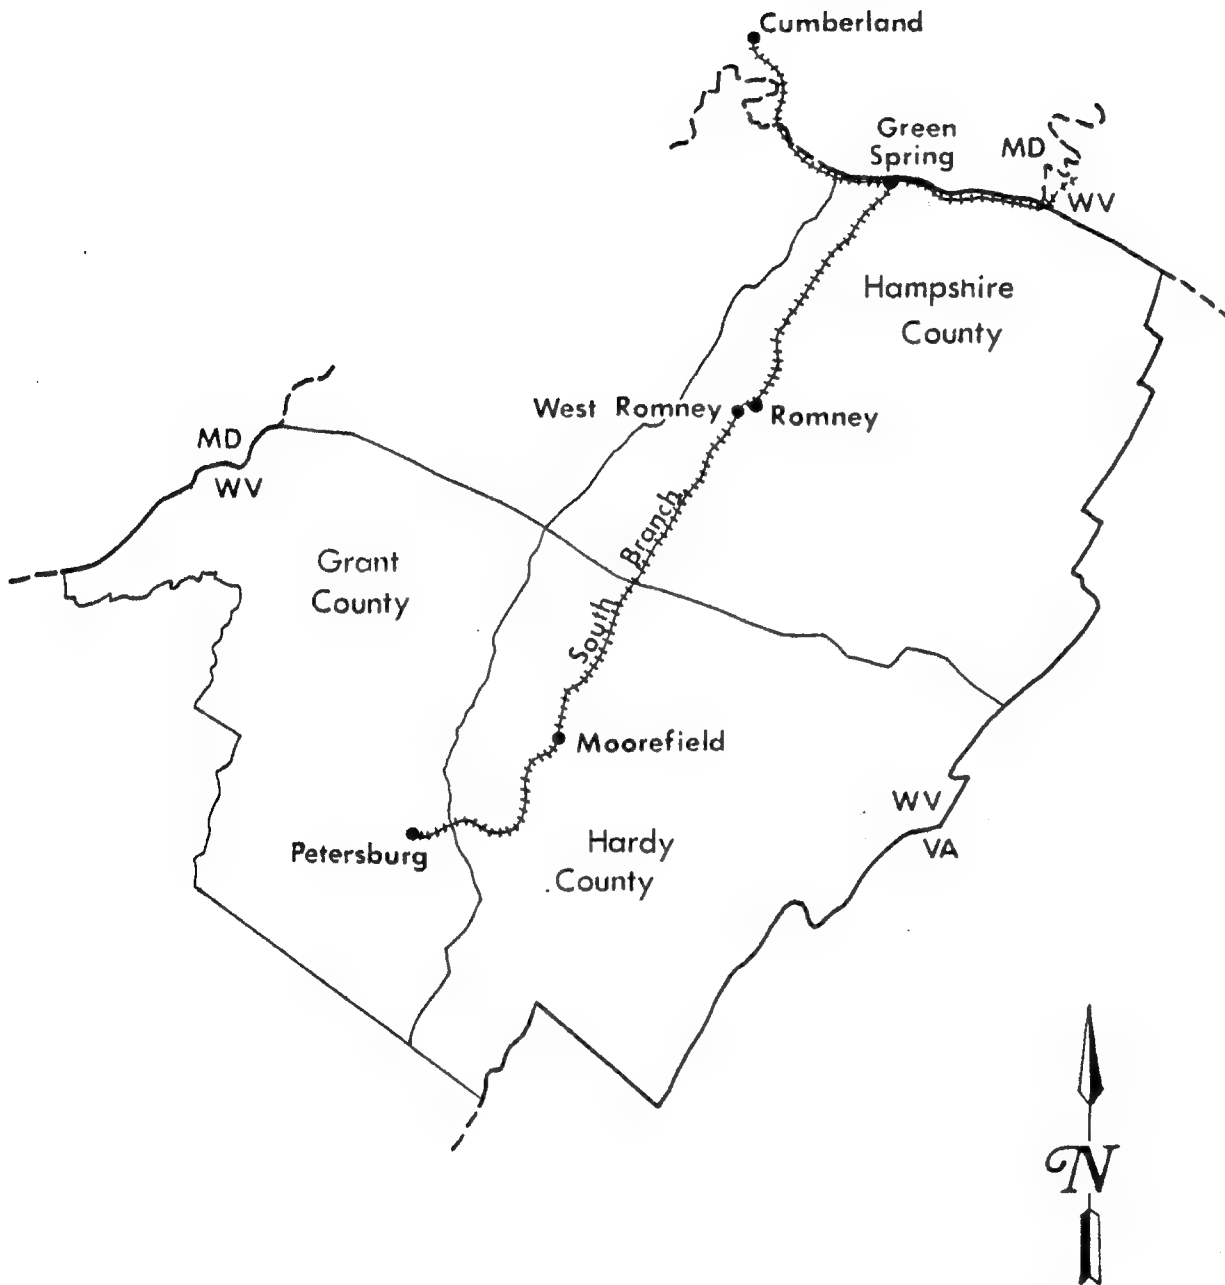 Cumberland
Green
Spring
MD
WV
Hampshire
County
West Romney
Romney
MD
WV
South Branch
Grant
County
Moorefield
WV
VA
Petersburg
Hardy
County
N